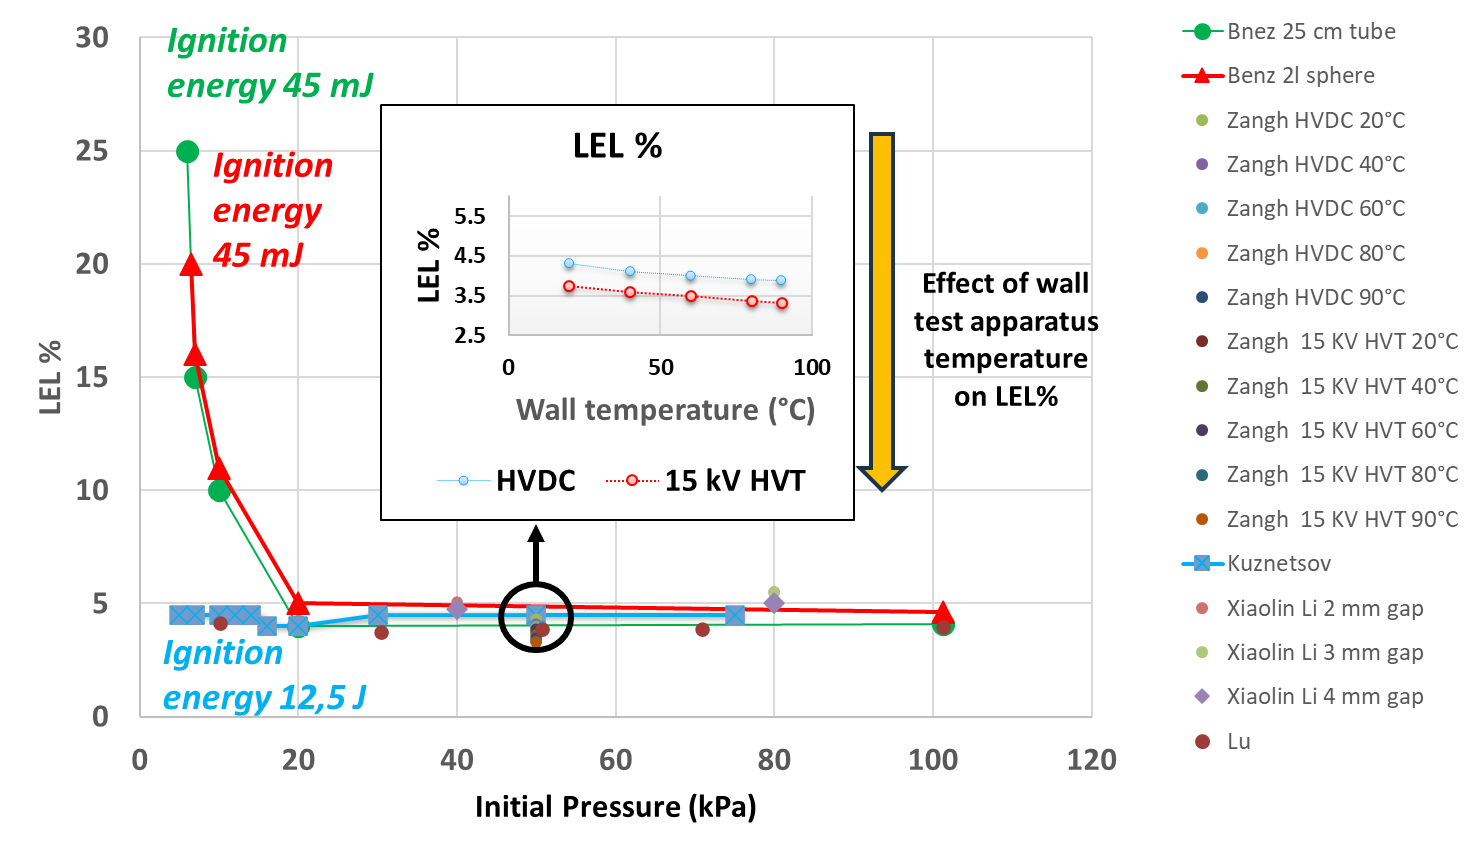 Ignition
energy 45 mJ
Ignition
energy
45 mJ
Ignition
energy 12,5 J
LEL %
30
25
20
15
10
5
0
0
20
40
60
80
100
120
Initial Pressure (kPa)
LEL %
LEL %
5.5
4.5
3.5
2.5
0
50
100
Wall temperature (°C)
HVDC
15 kV HVT
Effect of wall
test apparatus
temperature
on LEL%
Bnez 25 cm tube
Benz 2l sphere
Zangh HVDC 20°C
Zangh HVDC 40°C
Zangh HVDC 60°C
Zangh HVDC 80°C
Zangh HVDC 90°C
Zangh  15 KV HVT 20°C
Zangh  15 KV HVT 40°C
Zangh  15 KV HVT 60°C
Zangh  15 KV HVT 80°C
Zangh  15 KV HVT 90°C
Kuznetsov
Xiaolin Li 2 mm gap
Xiaolin Li 3 mm gap
Xiaolin Li 4 mm gap
Lu